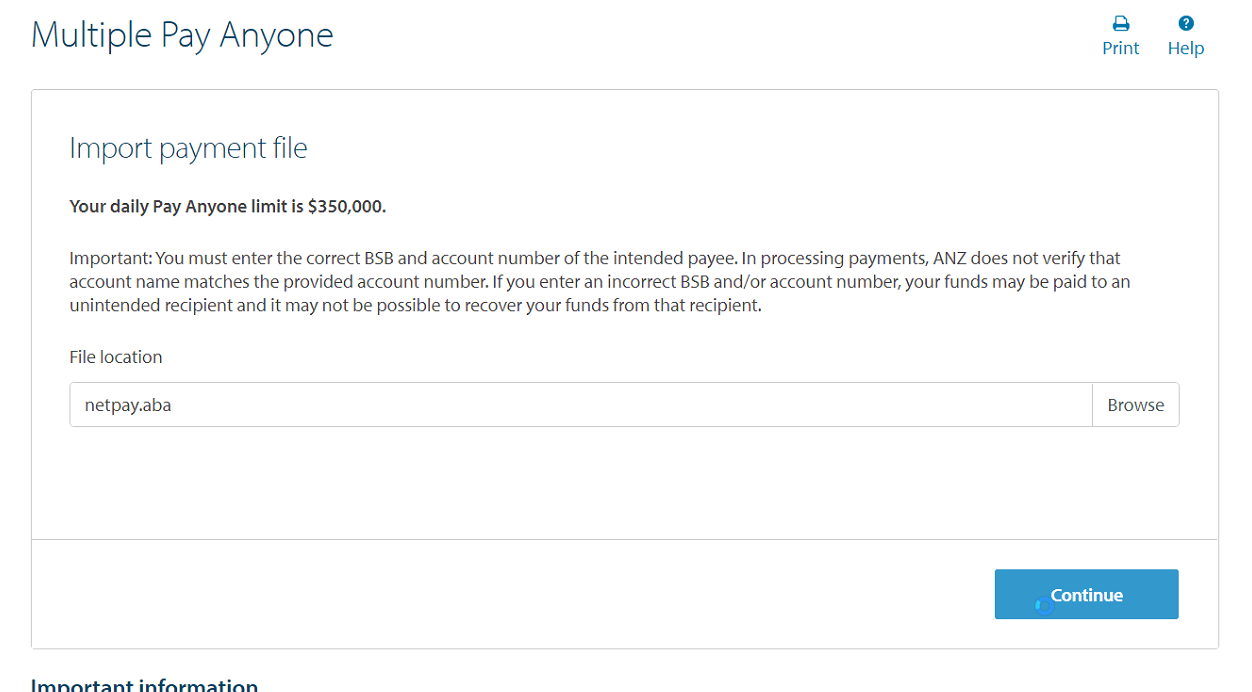 Multiple Pay Anyone
Print
Help
Import payment file
Your daily Pay Anyone limit is $350,000.
Important: You must enter the correct BSB and account number of the intended payee. In processing payments, ANZ does not verify that
account name matches the provided account number. If you enter an incorrect BSB and/or account number, your funds may be paid to an
unintended recipient and it may not be possible to recover your funds from that recipient.
File location
netpay.aba
Browse
Continue
Important information